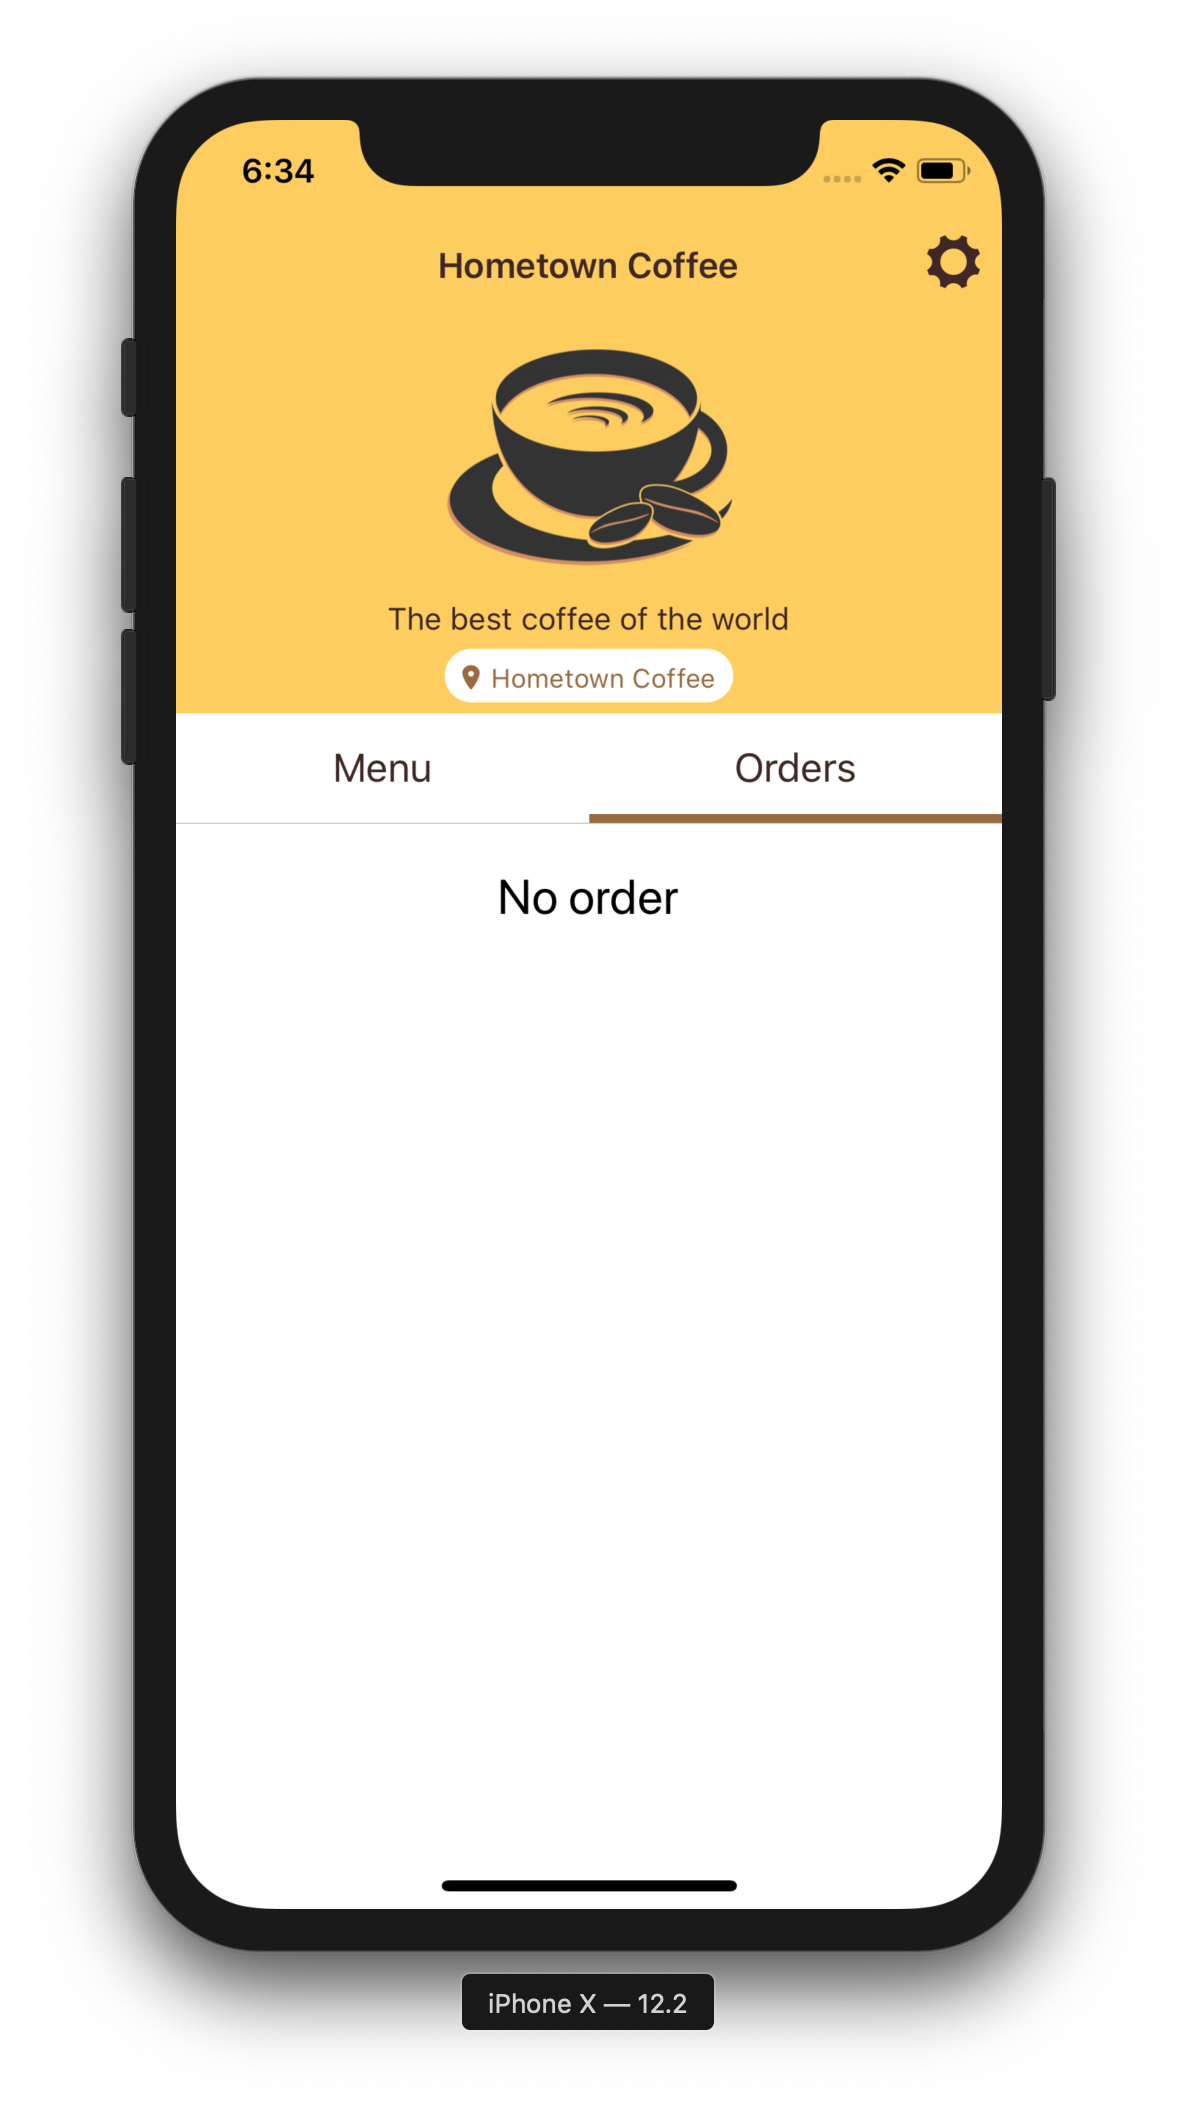 6:34
Hometown Coffee
The best coffee of the world
Hometown Coffee
Menu
Orders
No order
iPhone X — 12.2